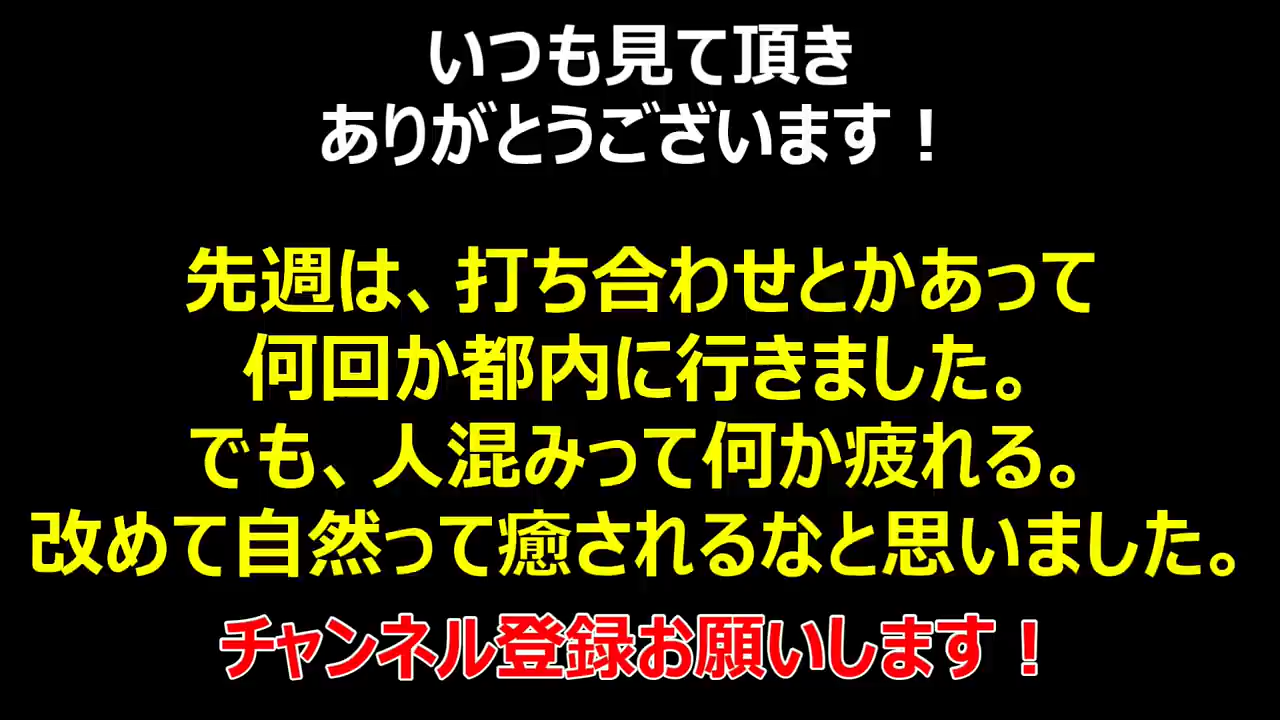 いつも見て頂き
ありがとうございます！
先週は、打ち合わせとかあって
何回か都内に行きました。
でも、人混みって何か疲れる。
改めて自然って癒されるなと思いました。
チャンネル登録お願いします！